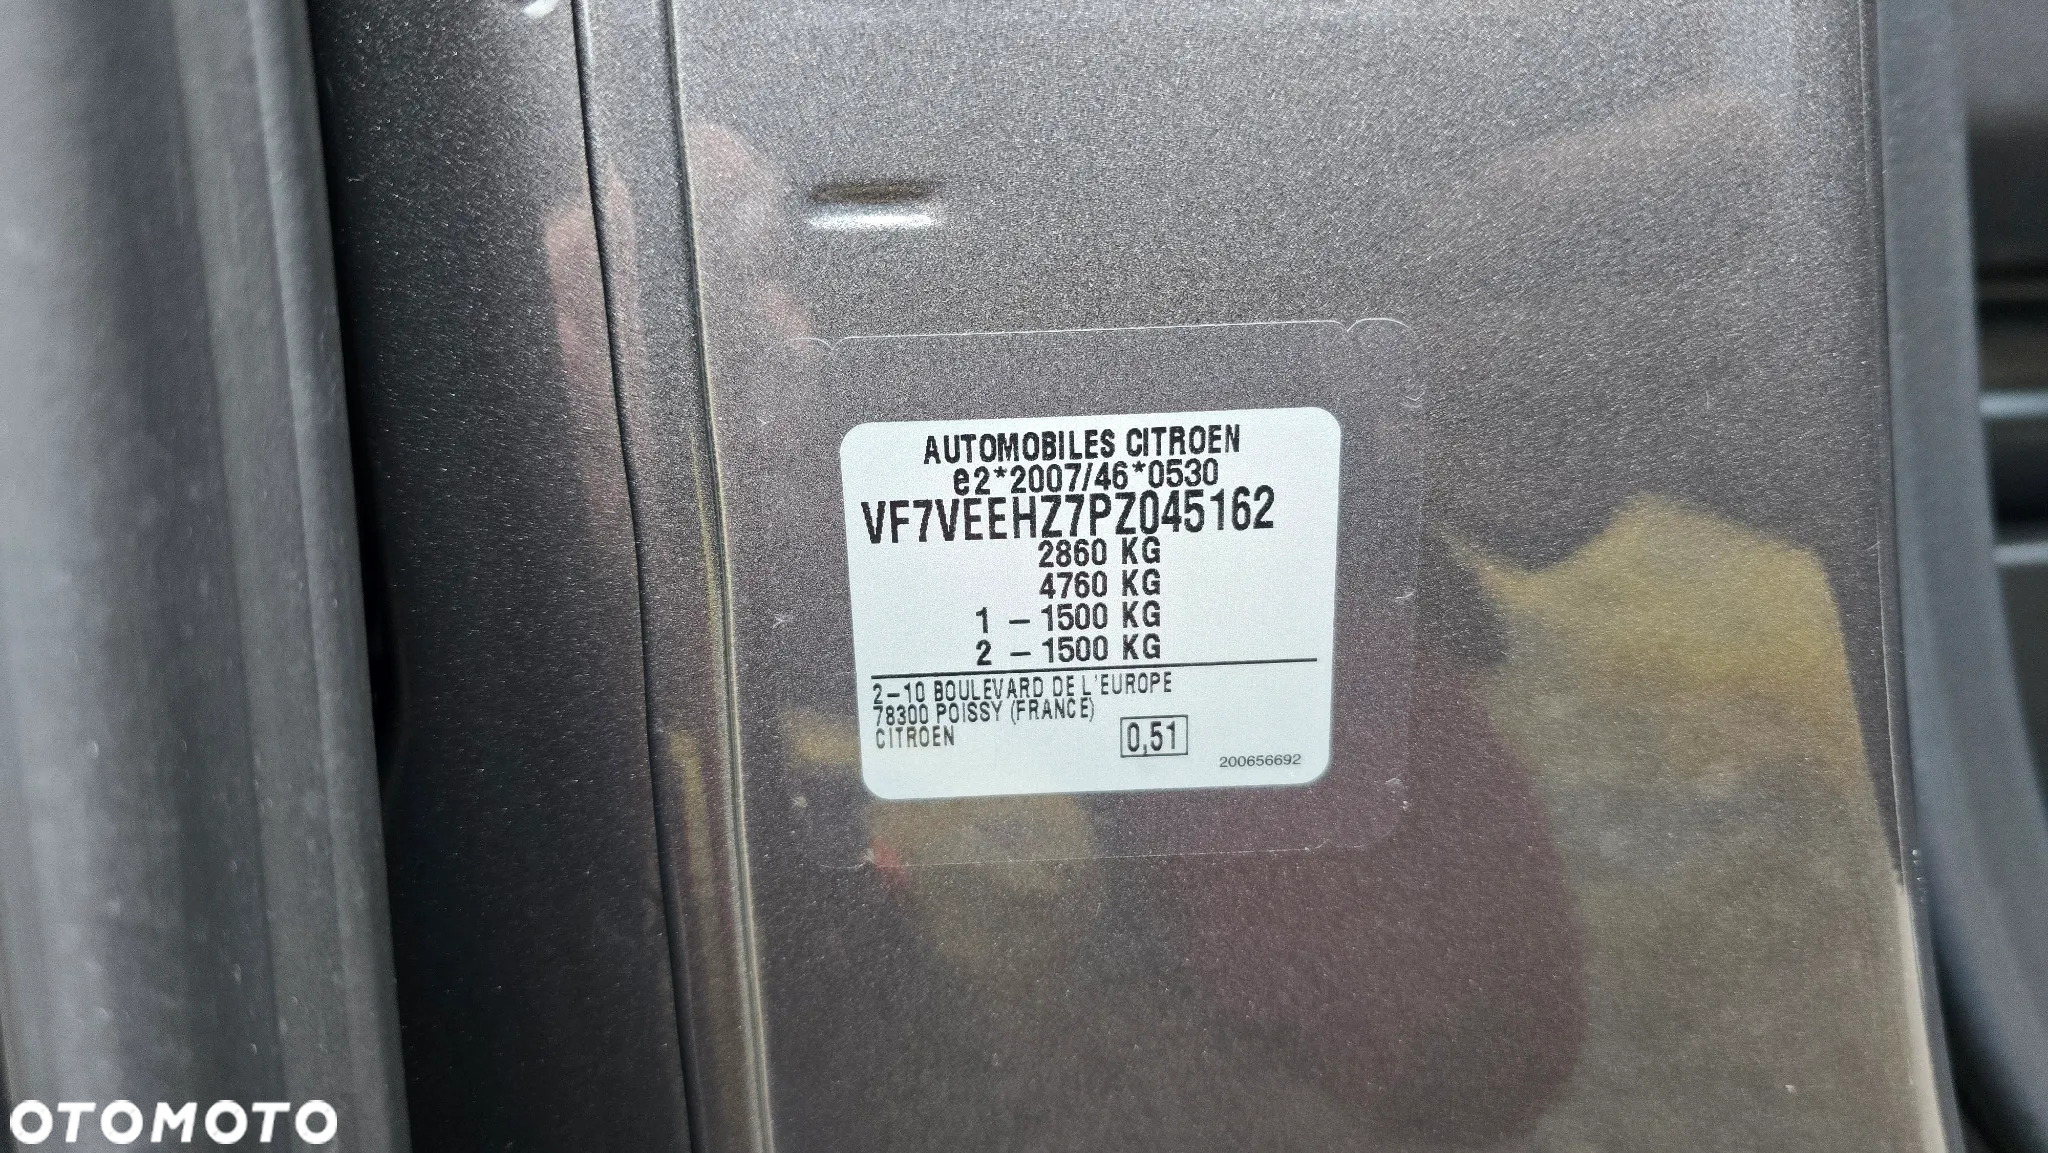 AUTOMOBILES CITROEN
e2*2007/46*0530
VF7VEEHZ7PZ045162
2860 KG
4760 KG
1 – 1500 KG
2 – 1500 KG
2–10 BOULEVARD DE L'EUROPE
78300 POISSY (FRANCE)
CITROEN
0,51
200656692
OTOMOTO